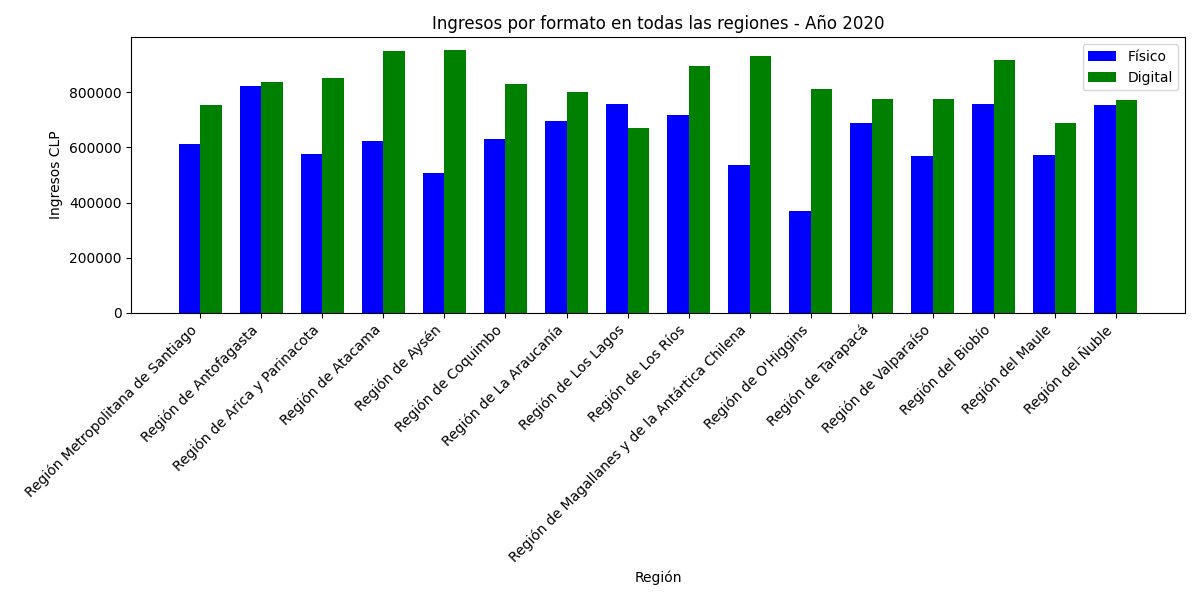 Ingresos por formato en todas las regiones - Año 2020
Físico
Digital
Ingresos CLP
800000
600000
400000
200000
0
Región Metropolitana de Santiago
Región de Antofagasta
Región de Arica y Parinacota
Región de Atacama
Región de Aysén
Región de Coquimbo
Región de La Araucanía
Región de Los Lagos
Región de Los Ríos
Región de Magallanes y de la Antártica Chilena
Región de O'Higgins
Región de Tarapacá
Región de Valparaíso
Región del Biobío
Región del Maule
Región del Ñuble
Región